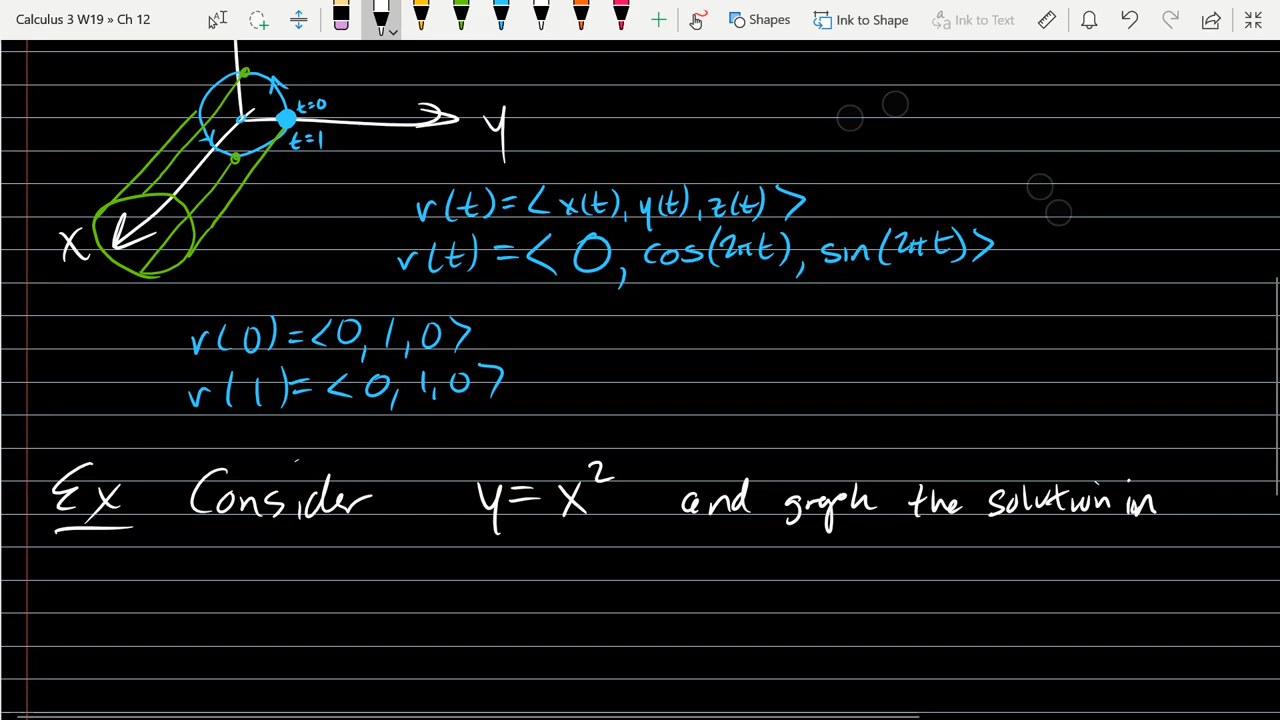 Calculus 3 W19 » Ch 12
Shapes
Ink to Shape
Ink to Text
t=0
t=1
y
x
r(t)=<x(t), y(t), z(t)>
r(t)=<0, cos(2πt), sin(2πt)>
r(0)=<0, 1, 0>
r(1)=<0, 1, 0>
Ex Consider y=x² and graph the solution in